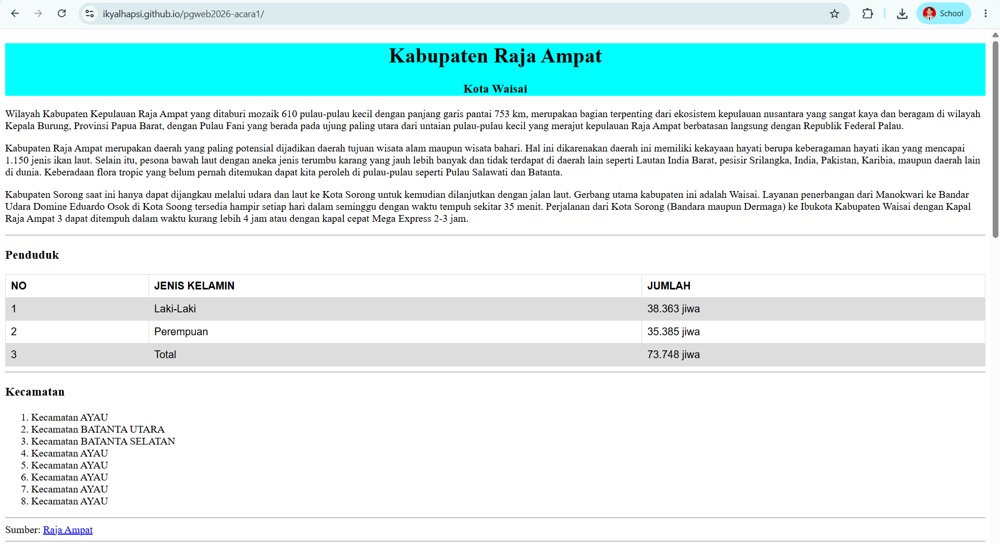 ikyalhapsi.github.io/pgweb2026-acara1/
School
Kabupaten Raja Ampat
Kota Waisai
Wilayah Kabupaten Kepulauan Raja Ampat yang ditaburi mozaik 610 pulau-pulau kecil dengan panjang garis pantai 753 km, merupakan bagian terpenting dari ekosistem kepulauan nusantara yang sangat kaya dan beragam di wilayah
Kepala Burung, Provinsi Papua Barat, dengan Pulau Fani yang berada pada ujung paling utara dari untaian pulau-pulau kecil yang merajut kepulauan Raja Ampat berbatasan langsung dengan Republik Federal Palau.
Kabupaten Raja Ampat merupakan daerah yang paling potensial dijadikan daerah tujuan wisata alam maupun wisata bahari. Hal ini dikarenakan daerah ini memiliki kekayaan hayati berupa keberagaman hayati ikan yang mencapai
1.150 jenis ikan laut. Selain itu, pesona bawah laut dengan aneka jenis terumbu karang yang jauh lebih banyak dan tidak terdapat di daerah lain seperti Lautan India Barat, pesisir Srilangka, India, Pakistan, Karibia, maupun daerah lain
di dunia. Keberadaan flora tropic yang belum pernah ditemukan dapat kita peroleh di pulau-pulau seperti Pulau Salawati dan Batanta.
Kabupaten Sorong saat ini hanya dapat dijangkau melalui udara dan laut ke Kota Sorong untuk kemudian dilanjutkan dengan jalan laut. Gerbang utama kabupaten ini adalah Waisai. Layanan penerbangan dari Manokwari ke Bandar
Udara Domine Eduardo Osok di Kota Soong tersedia hampir setiap hari dalam seminggu dengan waktu tempuh sekitar 35 menit. Perjalanan dari Kota Sorong (Bandara maupun Dermaga) ke Ibukota Kabupaten Waisai dengan Kapal
Raja Ampat 3 dapat ditempuh dalam waktu kurang lebih 4 jam atau dengan kapal cepat Mega Express 2-3 jam.
Penduduk
NO JENIS KELAMIN JUMLAH
1 Laki-Laki 38.363 jiwa
2 Perempuan 35.385 jiwa
3 Total 73.748 jiwa
Kecamatan
1. Kecamatan AYAU
2. Kecamatan BATANTA UTARA
3. Kecamatan BATANTA SELATAN
4. Kecamatan AYAU
5. Kecamatan AYAU
6. Kecamatan AYAU
7. Kecamatan AYAU
8. Kecamatan AYAU
Sumber: Raja Ampat